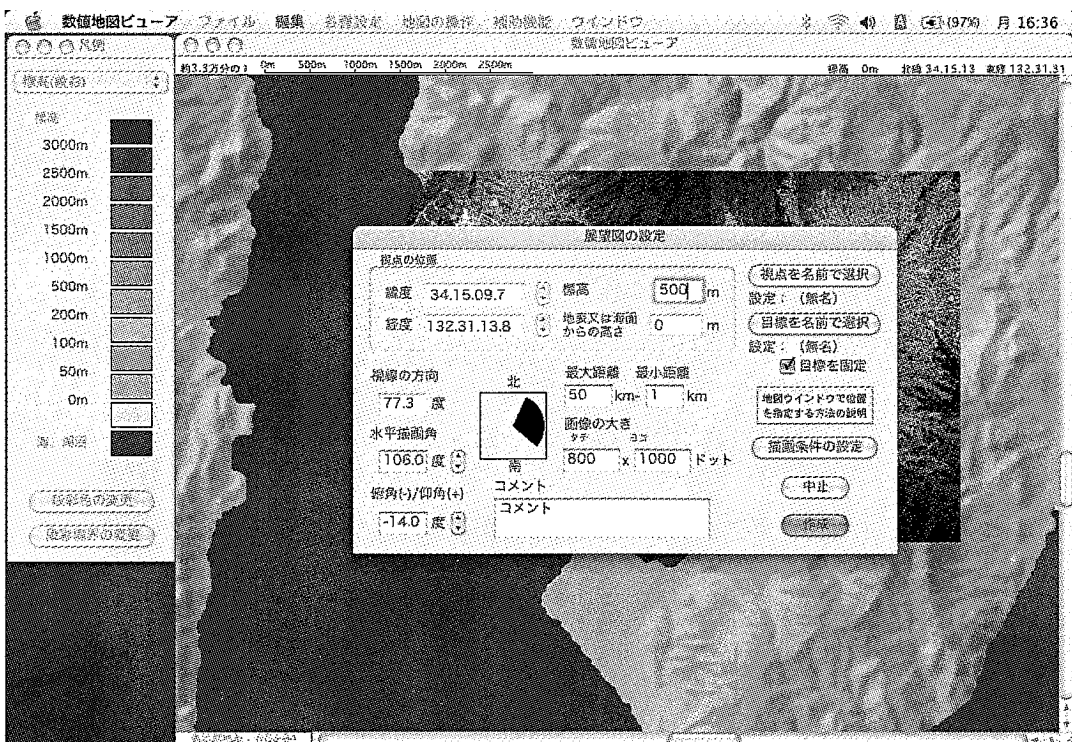 数値地図ビューア ファイル 編集 名称設定 地図の操作 補助機能 ウインドウ (97%) 月 16:36
凡例
数値地図ビューア
約3.3万分の1 0m 500m 1000m 1500m 2000m 2500m
標高 0m 北緯 34.15.13 東経 132.31.31
標高(段彩)
標高
3000m
2500m
2000m
1500m
1000m
500m
200m
100m
50m
0m
海、湖沼
段彩色の変更
段彩境界の変更
展望図の設定
視点の位置
緯度 34.15.09.7
標高 500 m
経度 132.31.13.8
地表又は海面
からの高さ 0 m
視点を名前で選択
設定: (無名)
目標を名前で選択
設定: (無名)
目標を固定
視線の方向
77.3 度
北
南
最大距離 最小距離
50 km- 1 km
地図ウインドウで位置
を指定する方法の説明
水平描画角
106.0 度
画像の大き
タテ ヨコ
800 x 1000 ドット
描画条件の設定
俯角(-)/仰角(+)
-14.0 度
コメント
コメント
中止
作成